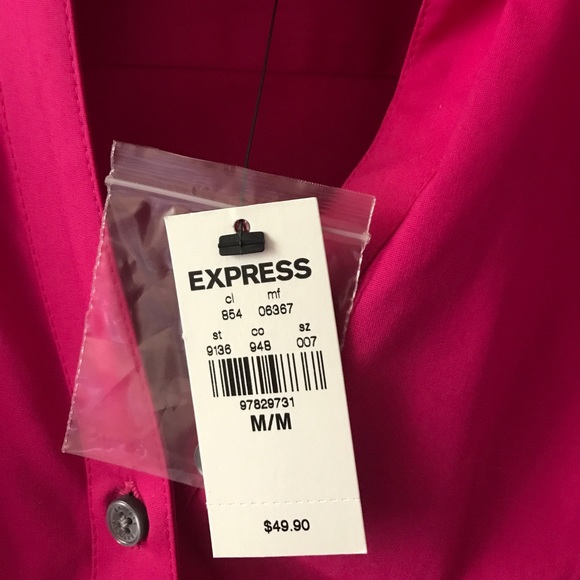 EXPRESS
cl mf
854 06367
st co sz
9136 948 007
97829731
M/M
$49.90